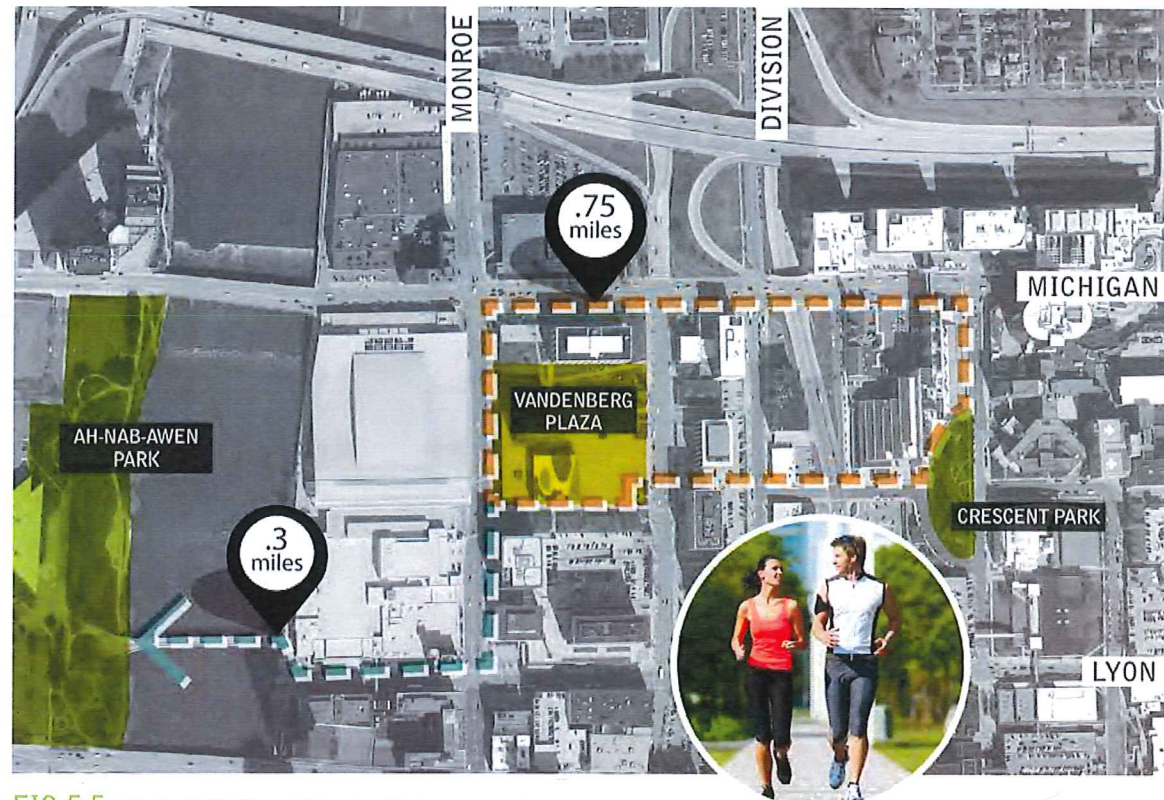 MONROE
DIVISION
.75
miles
MICHIGAN
VANDENBERG
PLAZA
AH-NAB-AWEN
PARK
CRESCENT PARK
.3
miles
LYON